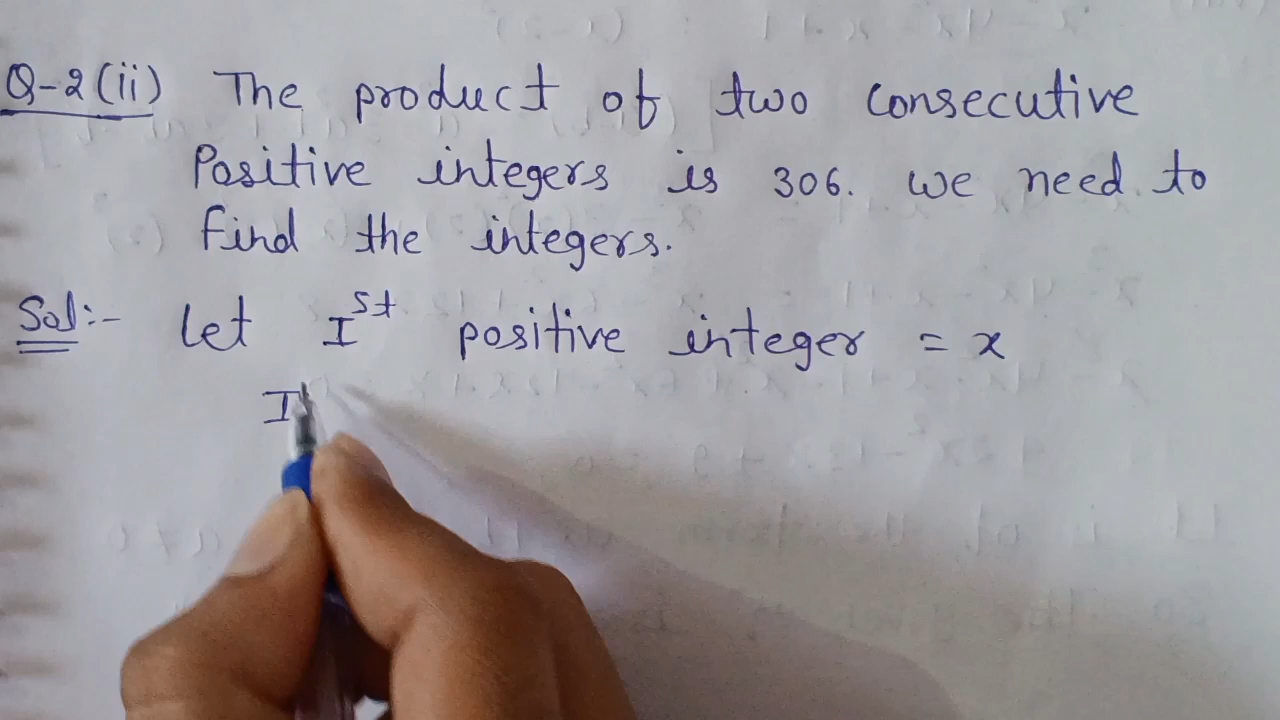 Q-2(ii) The product of two consecutive
Positive integers is 306. we need to
find the integers.
Sol:- Let Ist positive integer = x
I